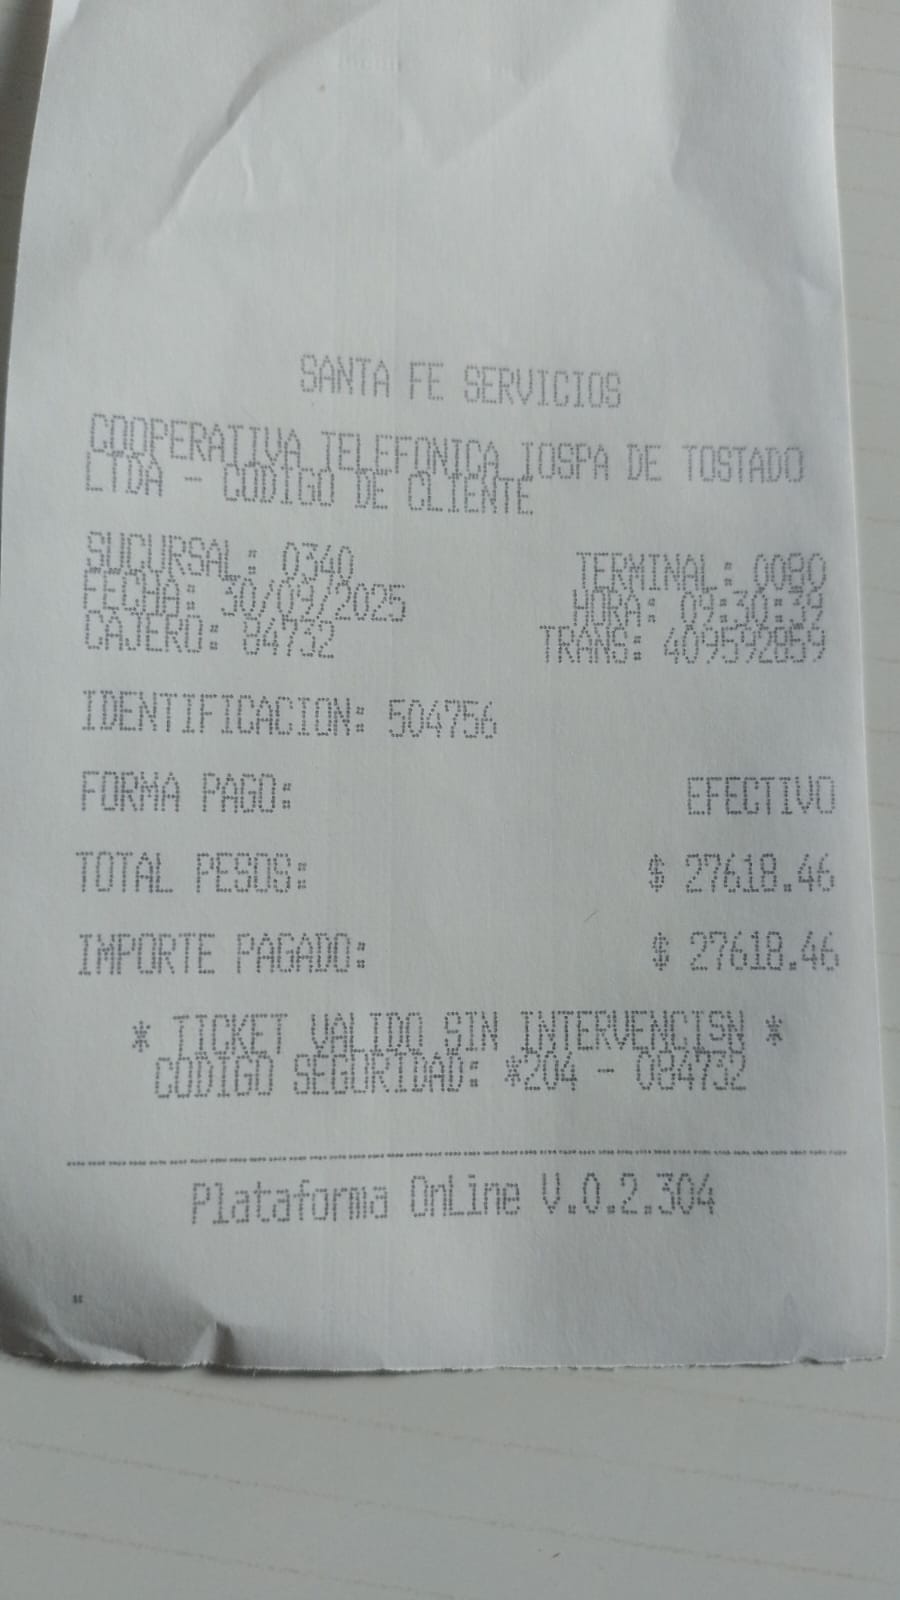 SANTA FE SERVICIOS
COOPERATIVA TELEFONICA IOSPA DE TOSTADO
LTDA - CODIGO DE CLIENTE
SUCURSAL: 0340 TERMINAL: 0080
FECHA: 30/09/2025 HORA: 09:30:39
CAJERO: 84732 TRANS: 409592859
IDENTIFICACION: 504756
FORMA PAGO: EFECTIVO
TOTAL PESOS: $ 27618.46
IMPORTE PAGADO: $ 27618.46
* TICKET VALIDO SIN INTERVENCISN *
CODIGO SEGURIDAD: *204 - 084732
Plataforma OnLine V.0.2.304